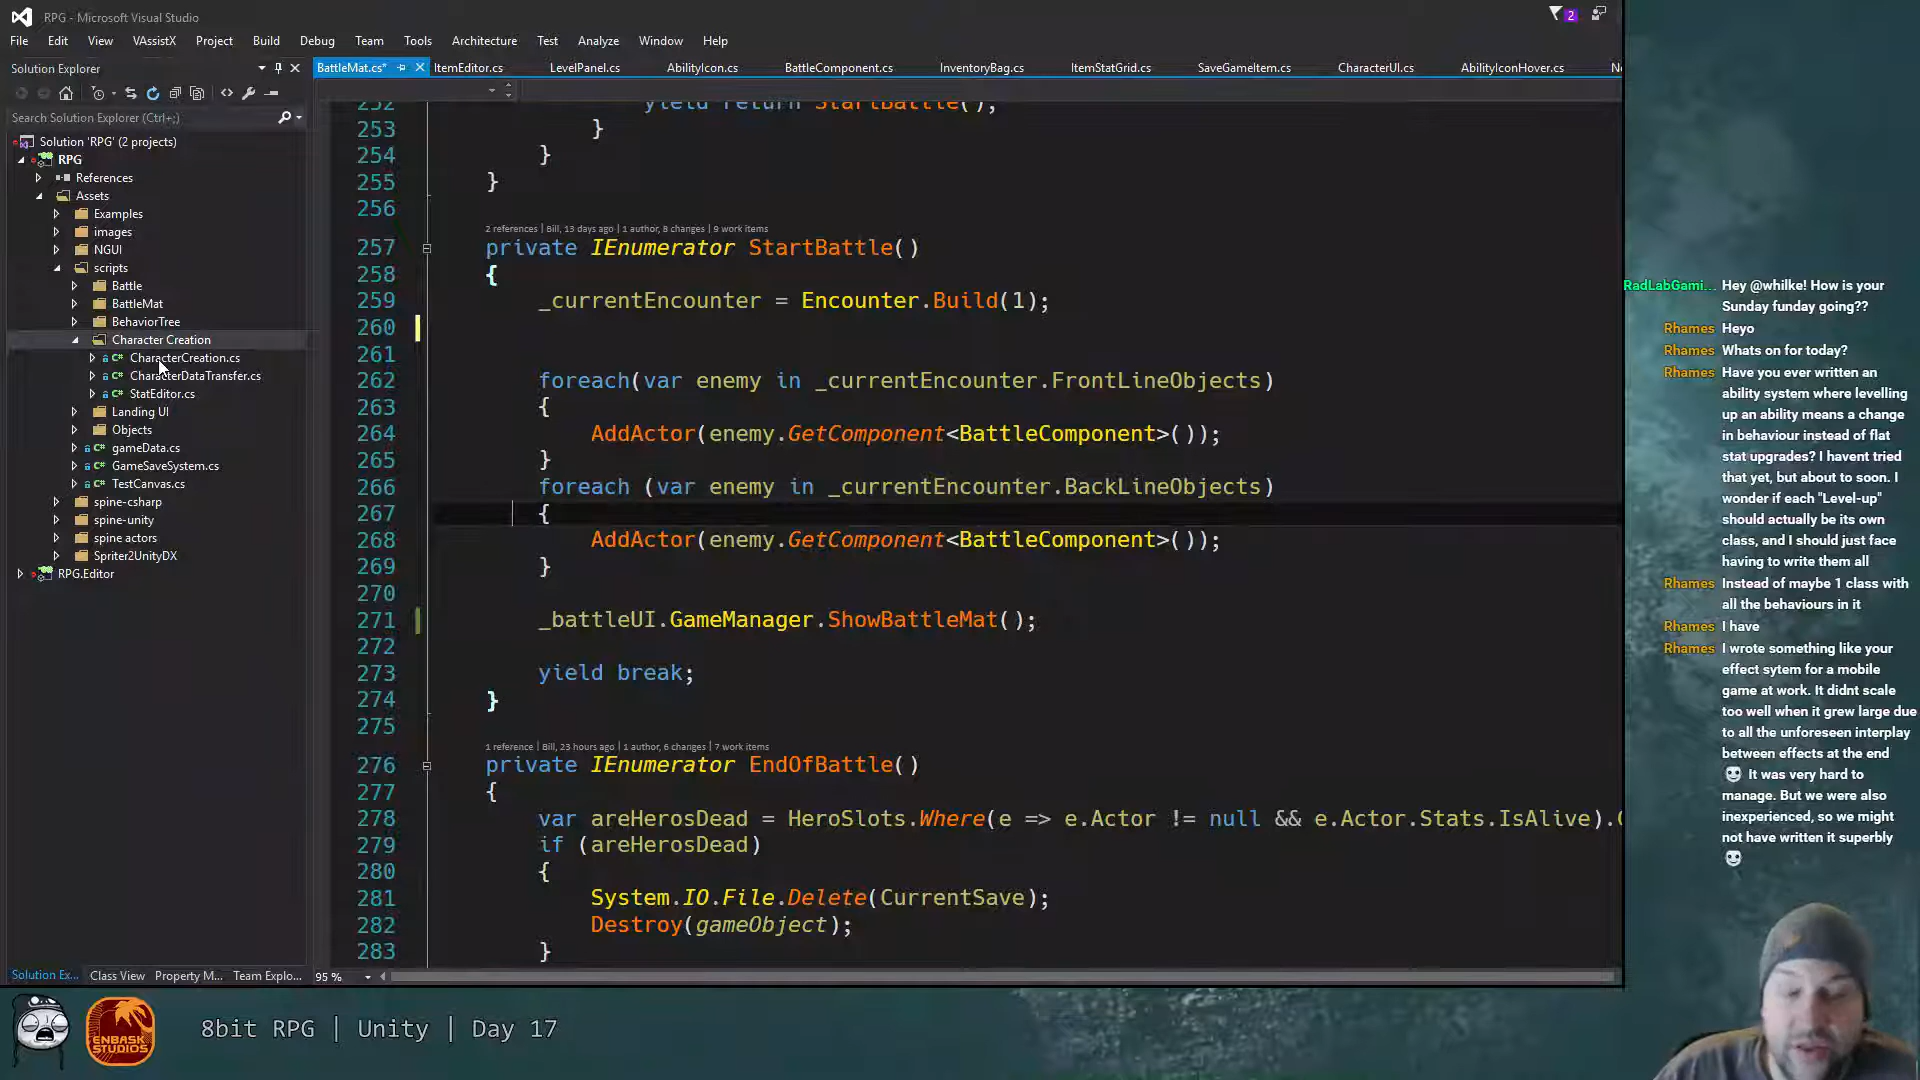 RPG - Microsoft Visual Studio
2
File Edit View VAssistX Project Build Debug Team Tools Architecture Test Analyze Window Help
Solution Explorer
BattleMat.cs* ItemEditor.cs LevelPanel.cs AbilityIcon.cs BattleComponent.cs InventoryBag.cs ItemStatGrid.cs SaveGameItem.cs CharacterUI.cs AbilityIconHover.cs
Search Solution Explorer (Ctrl+;)
Solution 'RPG' (2 projects)
RPG
References
Assets
Examples
images
NGUI
scripts
Battle
BattleMat
BehaviorTree
Character Creation
CharacterCreation.cs
CharacterDataTransfer.cs
StatEditor.cs
Landing UI
Objects
gameData.cs
GameSaveSystem.cs
TestCanvas.cs
spine-csharp
spine-unity
spine actors
Spriter2UnityDX
RPG.Editor
Solution Ex... Class View Property M... Team Explo...
252 yield return StartBattle();
253 }
254 }
255 }
256
2 references | Bill, 13 days ago | 1 author, 8 changes | 9 work items
257 private IEnumerator StartBattle()
258 {
259 _currentEncounter = Encounter.Build(1);
260
261
262 foreach(var enemy in _currentEncounter.FrontLineObjects)
263 {
264 AddActor(enemy.GetComponent<BattleComponent>());
265 }
266 foreach (var enemy in _currentEncounter.BackLineObjects)
267 {
268 AddActor(enemy.GetComponent<BattleComponent>());
269 }
270
271 _battleUI.GameManager.ShowBattleMat();
272
273 yield break;
274 }
275
1 reference | Bill, 23 hours ago | 1 author, 6 changes | 7 work items
276 private IEnumerator EndOfBattle()
277 {
278 var areHerosDead = HeroSlots.Where(e => e.Actor != null && e.Actor.Stats.IsAlive).
279 if (areHerosDead)
280 {
281 System.IO.File.Delete(CurrentSave);
282 Destroy(gameObject);
283 }
95 %
RadLabGami... Hey @whilke! How is your
Sunday funday going??
Rhames Heyo
Rhames Whats on for today?
Rhames Have you ever written an
ability system where levelling
up an ability means a change
in behaviour instead of flat
stat upgrades? I havent tried
that yet, but about to soon. I
wonder if each "Level-up"
should actually be its own
class, and I should just face
having to write them all
Rhames Instead of maybe 1 class with
all the behaviours in it
Rhames I have
Rhames I wrote something like your
effect sytem for a mobile
game at work. It didnt scale
too well when it grew large due
to all the unforeseen interplay
between effects at the end
It was very hard to
manage. But we were also
inexperienced, so we might
not have written it superbly
ENBASK
STUDIOS
8bit RPG | Unity | Day 17